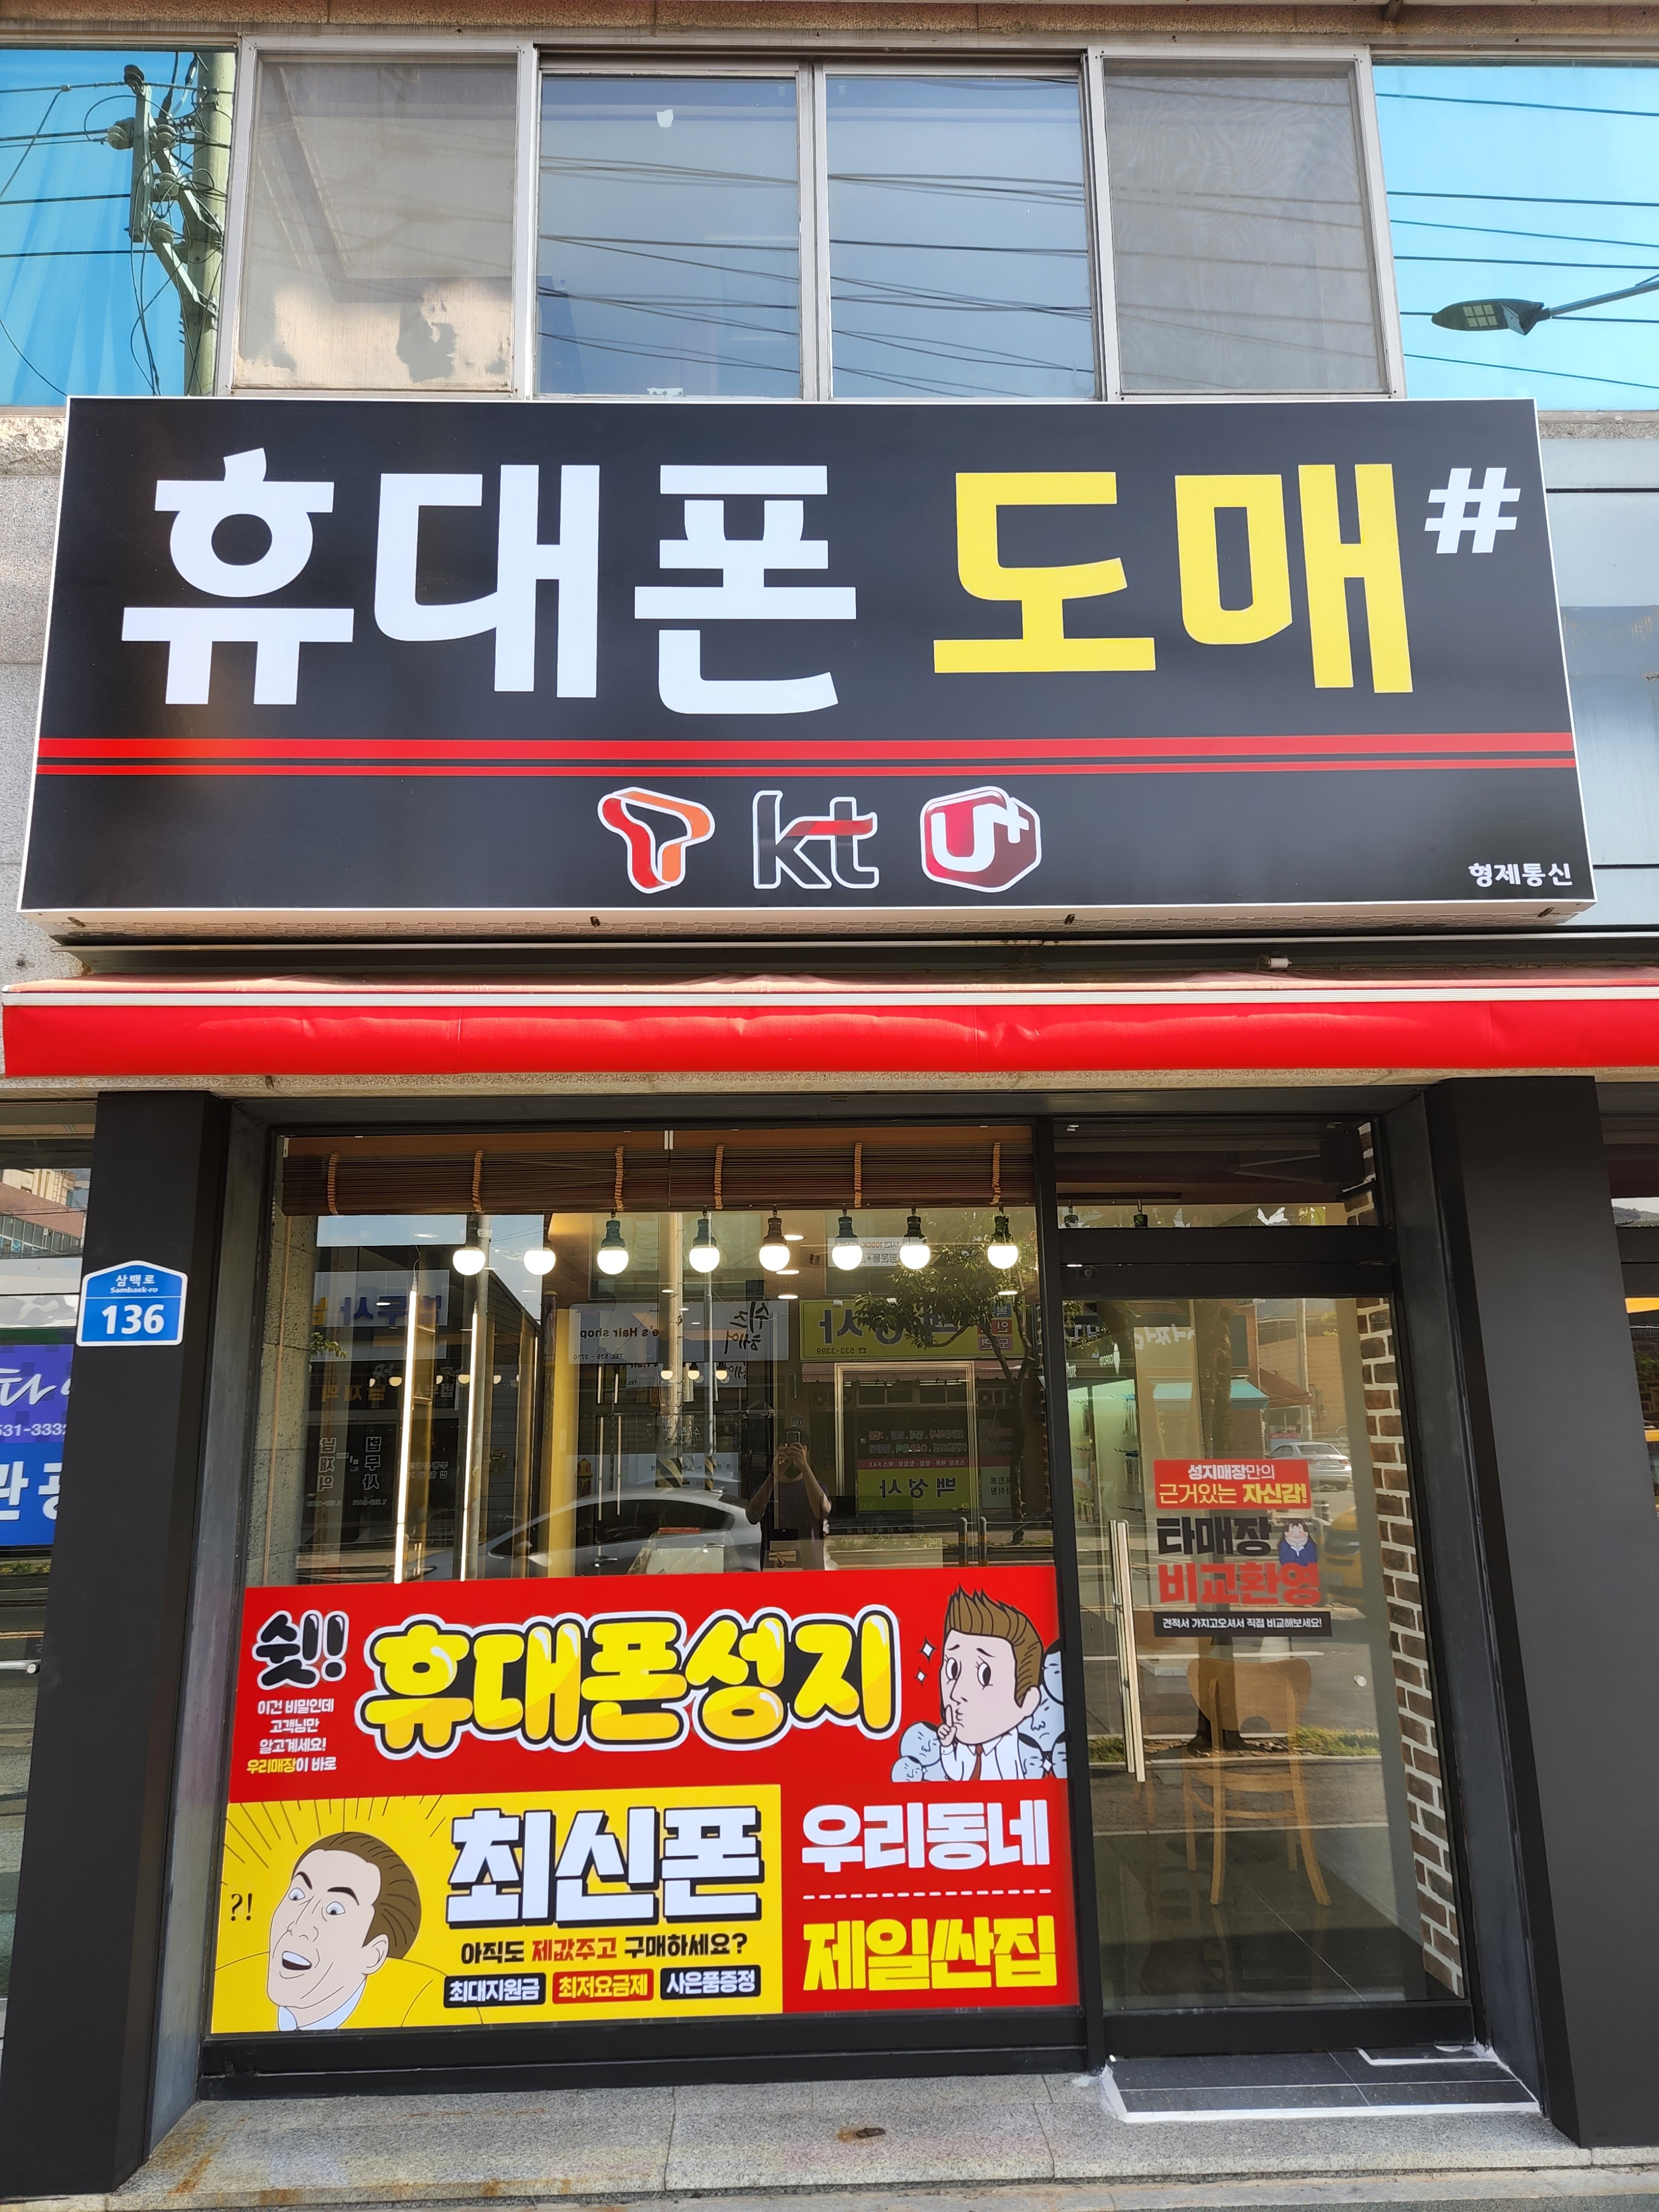 휴대폰 도매#
T kt U+
형제통신
삼백로
Sambaek-ro
136
531-3332
관광
성지매장만의
근거있는 자신감!
타매장
비교환영
견적서 가지고오셔서 직접 비교해보세요!
쉿!!
이건 비밀인데
고객님만
알고계세요!
우리매장이 바로
휴대폰성지
?!
최신폰
아직도 제값주고 구매하세요?
최대지원금 최저요금제 사은품증정
우리동네
제일싼집